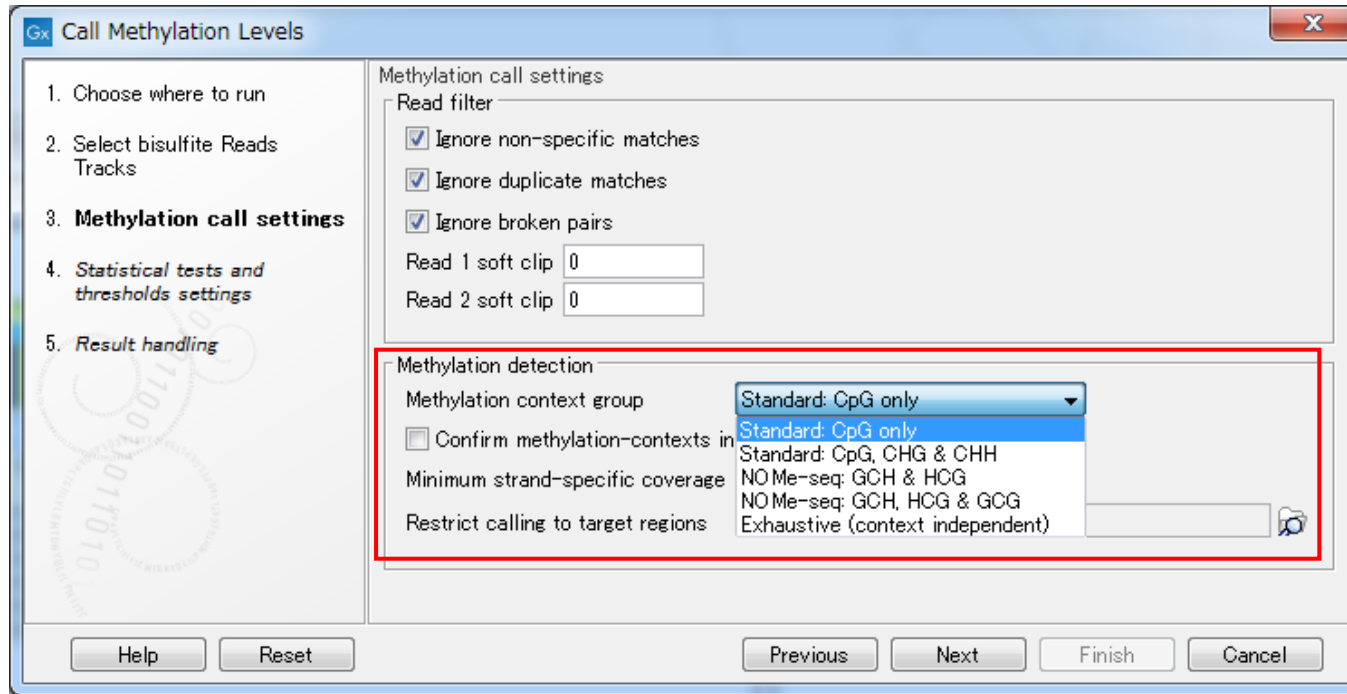 Gx Call Methylation Levels
1. Choose where to run
2. Select bisulfite Reads
Tracks
3. Methylation call settings
4. Statistical tests and
thresholds settings
5. Result handling
Methylation call settings
Read filter
Ignore non-specific matches
Ignore duplicate matches
Ignore broken pairs
Read 1 soft clip 0
Read 2 soft clip 0
Methylation detection
Methylation context group Standard: CpG only
Standard: CpG only
Confirm methylation-contexts in
Standard: CpG, CHG & CHH
NOMe-seq: GCH & HCG
Minimum strand-specific coverage
NOMe-seq: GCH, HCG & GCG
Restrict calling to target regions
Exhaustive (context independent)
Help Reset Previous Next Finish Cancel